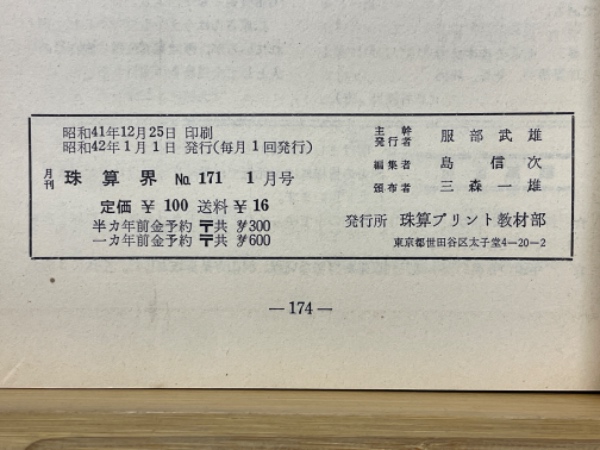 昭和41年12月25日 印刷
昭和42年1月1日 発行(毎月1回発行)
月刊 珠算界 № 171 1月号
定価 ¥ 100 送料 ¥ 16
半カ年前金予約 〒共 ¥300
一カ年前金予約 〒共 ¥600
主幹発行者 服部武雄
編集者 島信次
頒布者 三森一雄
発行所 珠算プリント教材部
東京都世田谷区太子堂4—20—2
— 174 —